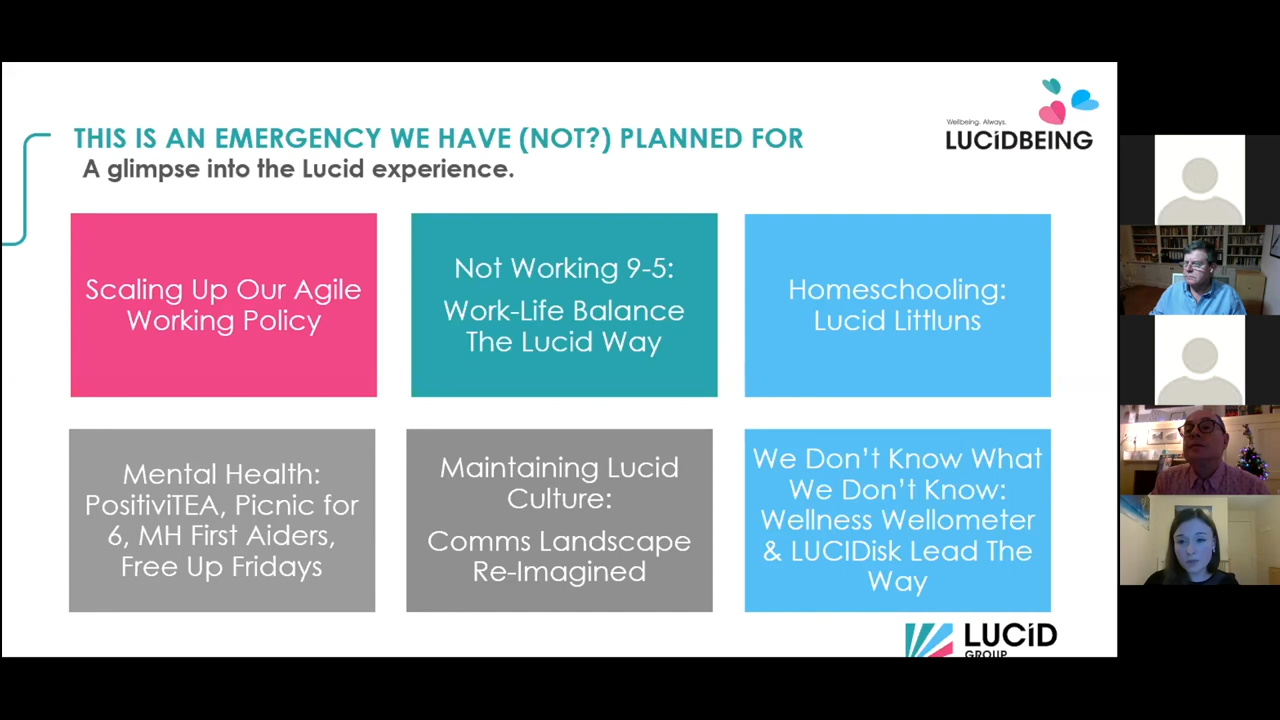 THIS IS AN EMERGENCY WE HAVE (NOT?) PLANNED FOR
A glimpse into the Lucid experience.
Wellbeing. Always.
LUCiDBEING
Scaling Up Our Agile
Working Policy
Not Working 9-5:
Work-Life Balance
The Lucid Way
Homeschooling:
Lucid Littluns
Mental Health:
PositiviTEA, Picnic for
6, MH First Aiders,
Free Up Fridays
Maintaining Lucid
Culture:
Comms Landscape
Re-Imagined
We Don’t Know What
We Don’t Know:
Wellness Wellometer
& LUCIDisk Lead The
Way
LUCiD
GROUP